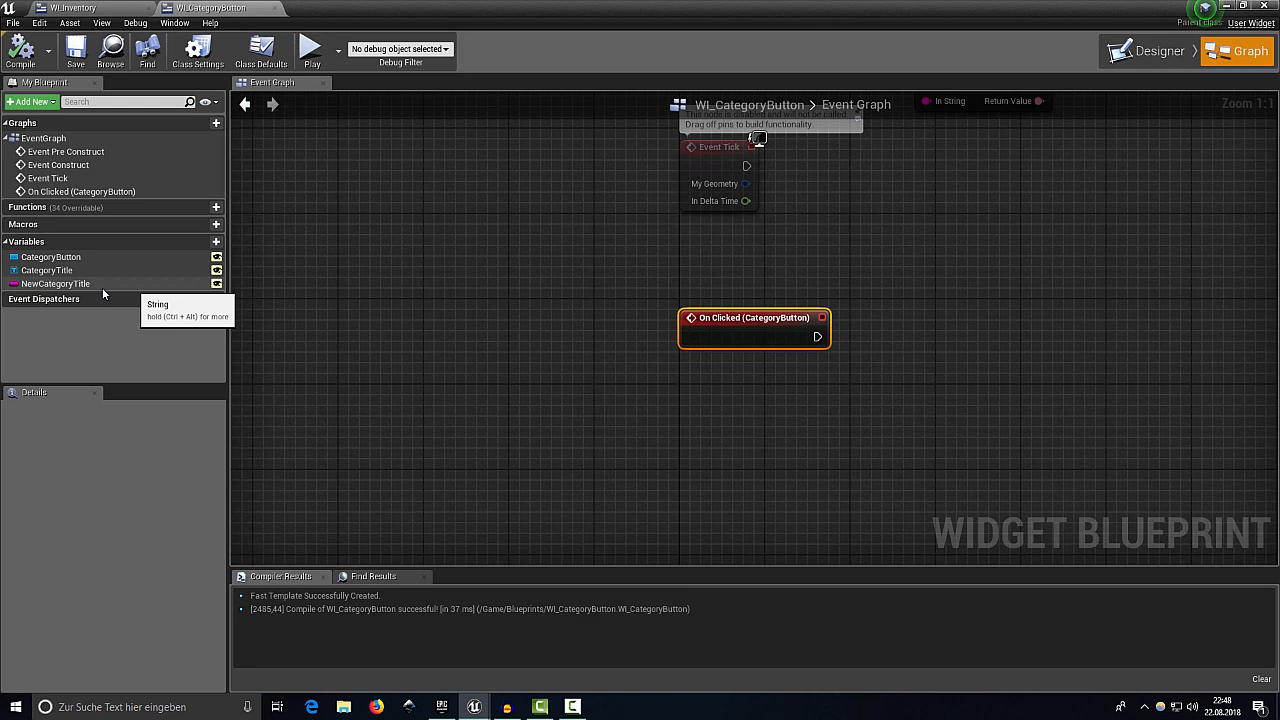 WI_Inventory
WI_CategoryButton
File Edit Asset View Debug Window Help
Parent class: User Widget
Compile
Save
Browse
Find
Class Settings
Class Defaults
Play
No debug object selected
Debug Filter
Designer
Graph
My Blueprint
Event Graph
+Add New
Search
WI_CategoryButton > Event Graph
Zoom 1:1
Graphs
EventGraph
Event Pre Construct
Event Construct
Event Tick
On Clicked (CategoryButton)
Functions (34 Overridable)
Macros
Variables
CategoryButton
CategoryTitle
NewCategoryTitle
Event Dispatchers
String
hold (Ctrl + Alt) for more
Details
In String Return Value
This node is disabled and will not be called.
Drag off pins to build functionality.
Event Tick
My Geometry
In Delta Time
On Clicked (CategoryButton)
WIDGET BLUEPRINT
Compiler Results
Find Results
Fast Template Successfully Created.
[2485,44] Compile of WI_CategoryButton successful! [in 37 ms] (/Game/Blueprints/WI_CategoryButton.WI_CategoryButton)
Clear
Zur Suche Text hier eingeben
EPIC
22:48
22.08.2018